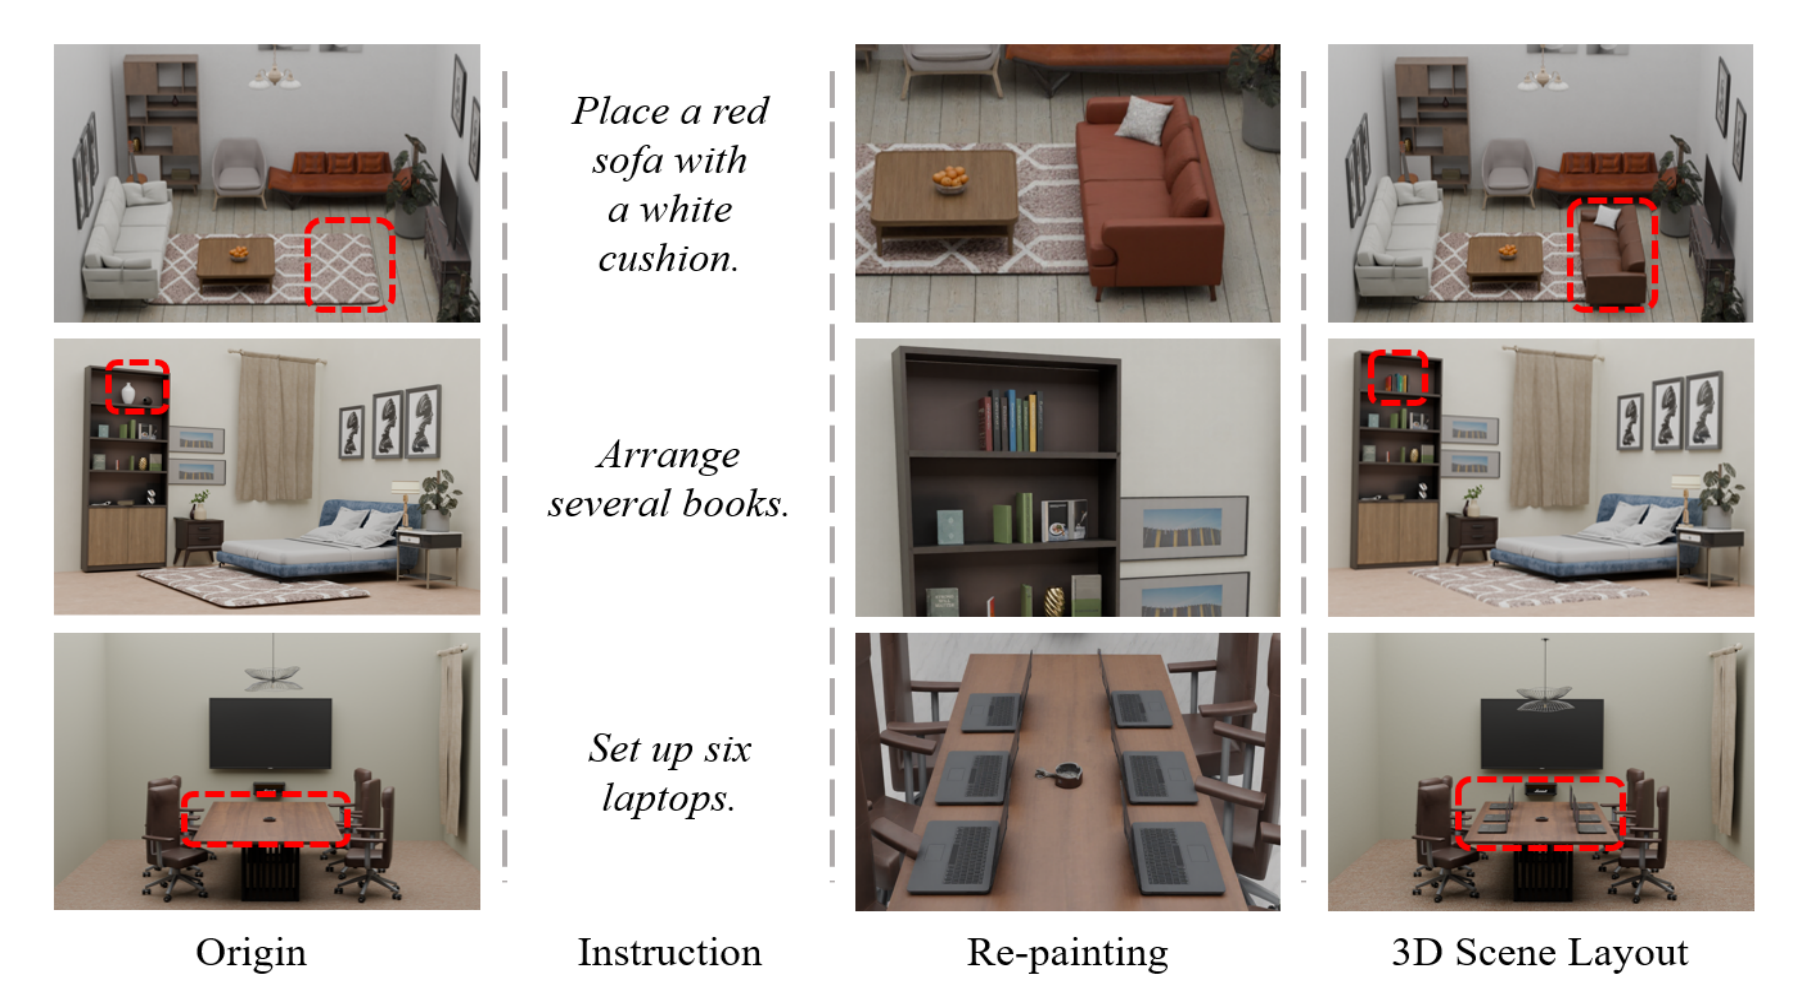 Place a red
sofa with
a white
cushion.
Arrange
several books.
Set up six
laptops.
Origin
Instruction
Re-painting
3D Scene Layout